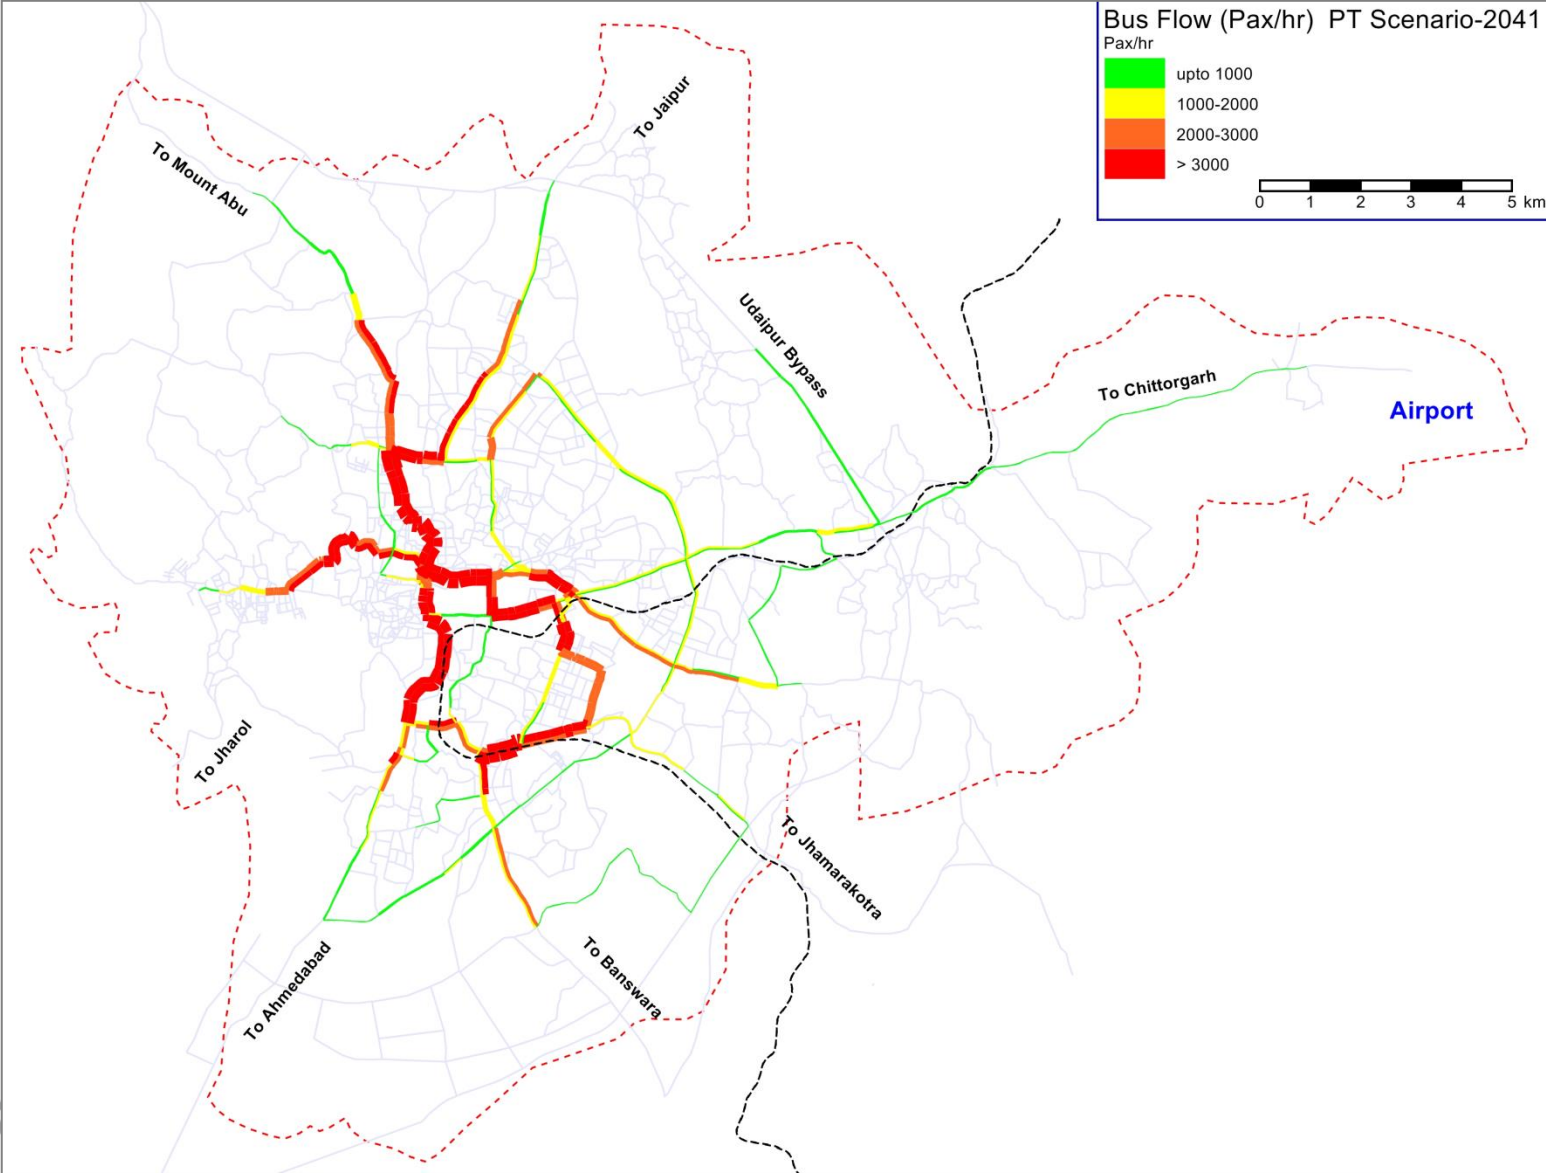 Bus Flow (Pax/hr) PT Scenario-2041
Pax/hr
upto 1000
1000-2000
2000-3000
> 3000
0 1 2 3 4 5 km
To Jaipur
To Mount Abu
Udaipur Bypass
To Chittorgarh
Airport
To Jharol
To Jhamarakotra
To Ahmedabad
To Banswara